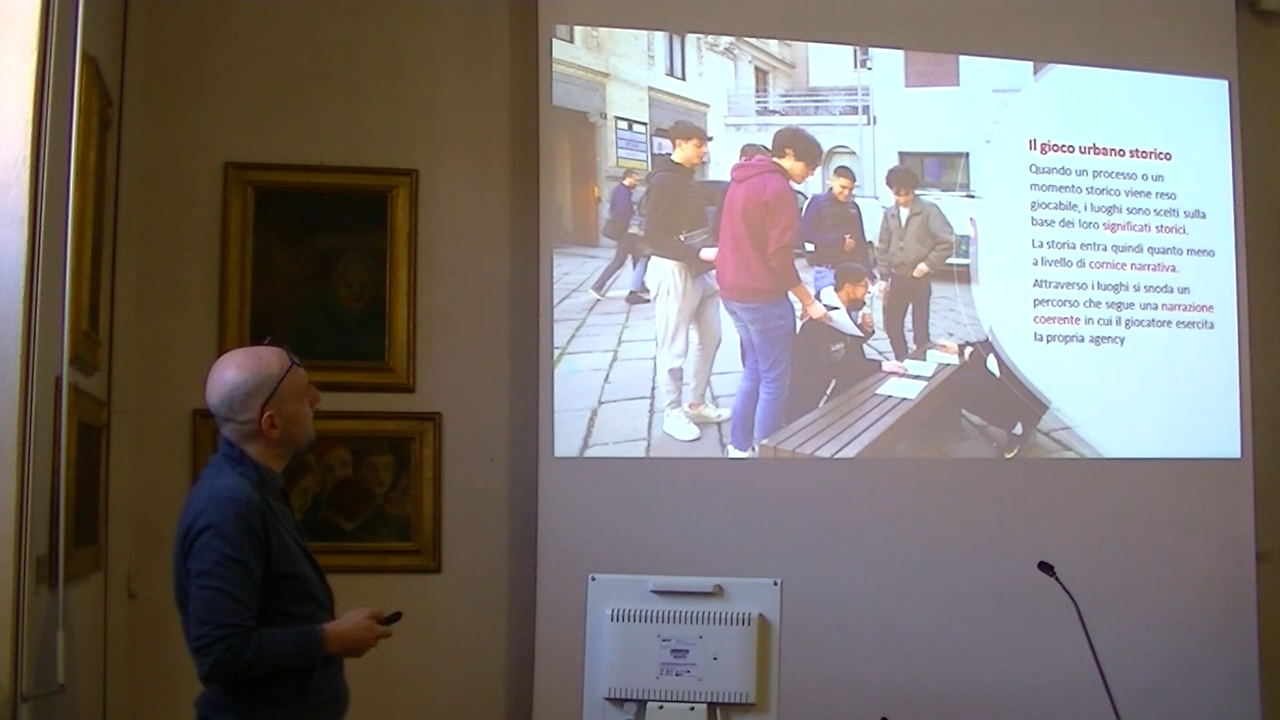 Il gioco urbano storico
Quando un processo o un
momento storico viene reso
giocabile, i luoghi sono scelti sulla
base dei loro significati storici.
La storia entra quindi quanto meno
a livello di cornice narrativa.
Attraverso i luoghi si snoda un
percorso che segue una narrazione
coerente in cui il giocatore esercita
la propria agency